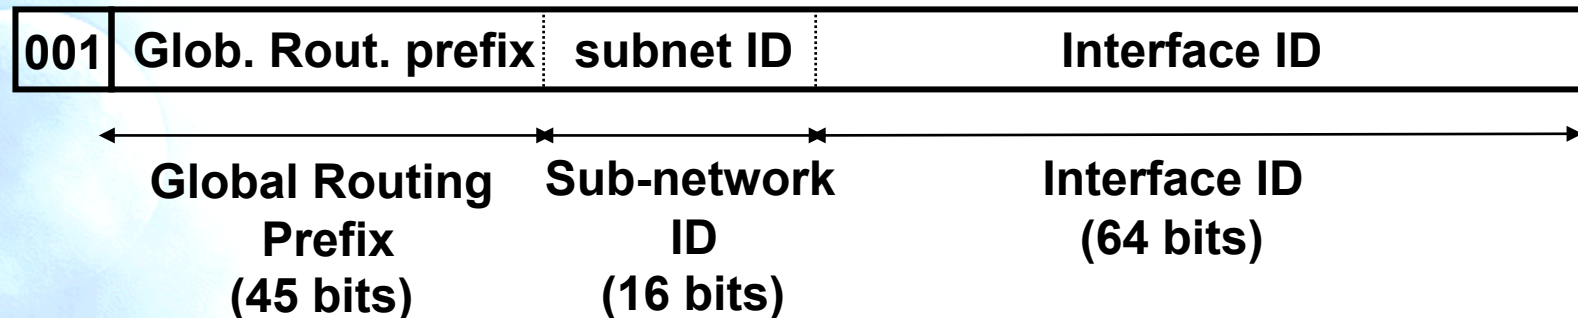 001 Glob. Rout. prefix subnet ID Interface ID
Global Routing
Prefix
(45 bits)
Sub-network
ID
(16 bits)
Interface ID
(64 bits)